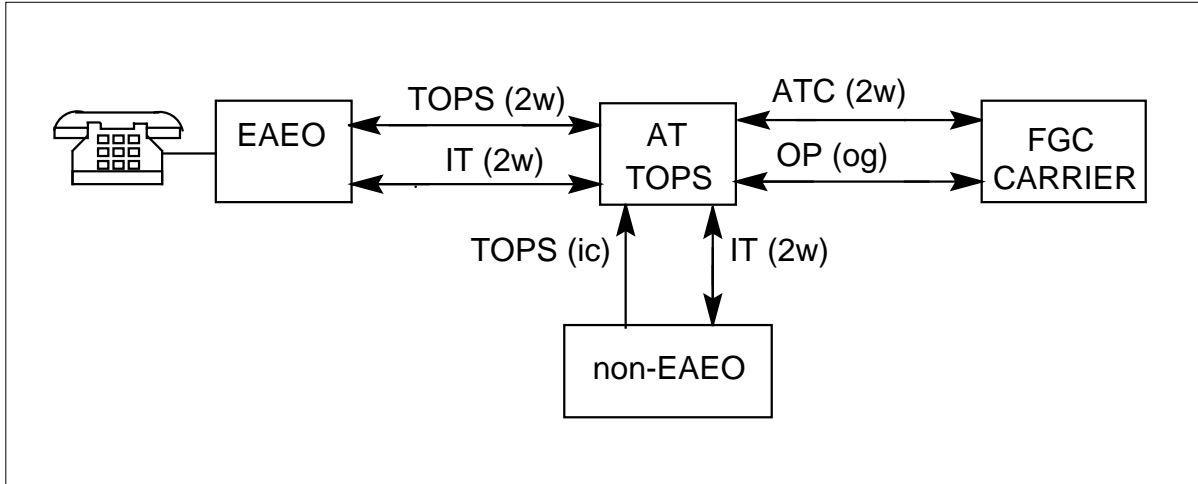 TOPS (2w)
ATC (2w)
EAEO
AT
TOPS
FGC
CARRIER
IT (2w)
OP (og)
TOPS (ic)
IT (2w)
non-EAEO